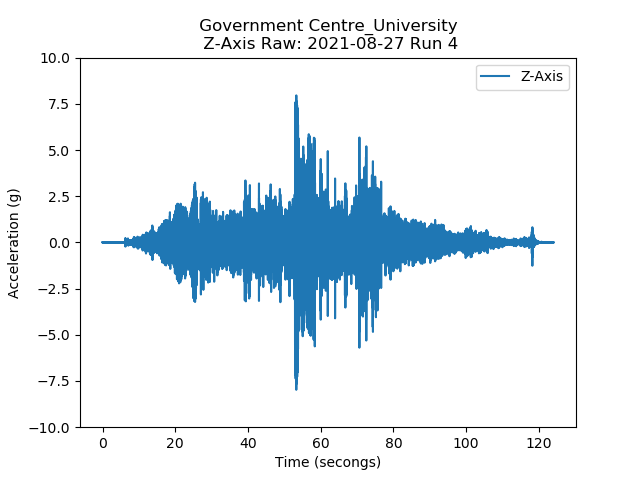 Government Centre_University
Z-Axis Raw: 2021-08-27 Run 4
Z-Axis
Acceleration (g)
10.0
7.5
5.0
2.5
0.0
−2.5
−5.0
−7.5
−10.0
0 20 40 60 80 100 120
Time (secongs)